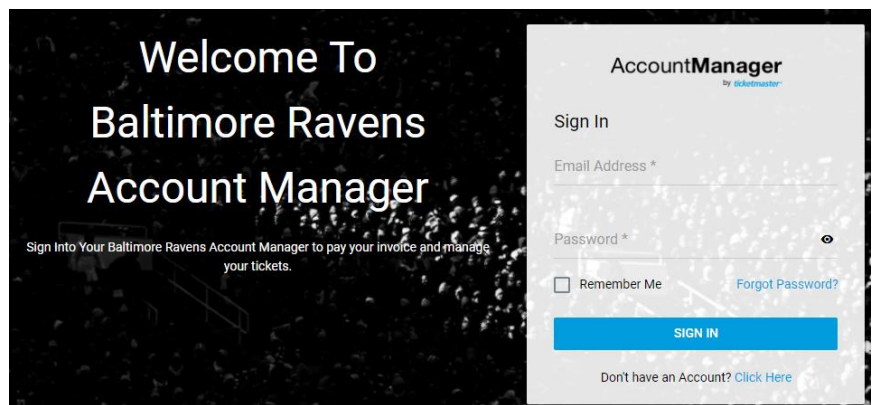 Welcome To
Baltimore Ravens
Account Manager
Sign Into Your Baltimore Ravens Account Manager to pay your invoice and manage
your tickets.
AccountManager
by ticketmaster™
Sign In
Email Address *
Password *
Remember Me Forgot Password?
SIGN IN
Don't have an Account? Click Here